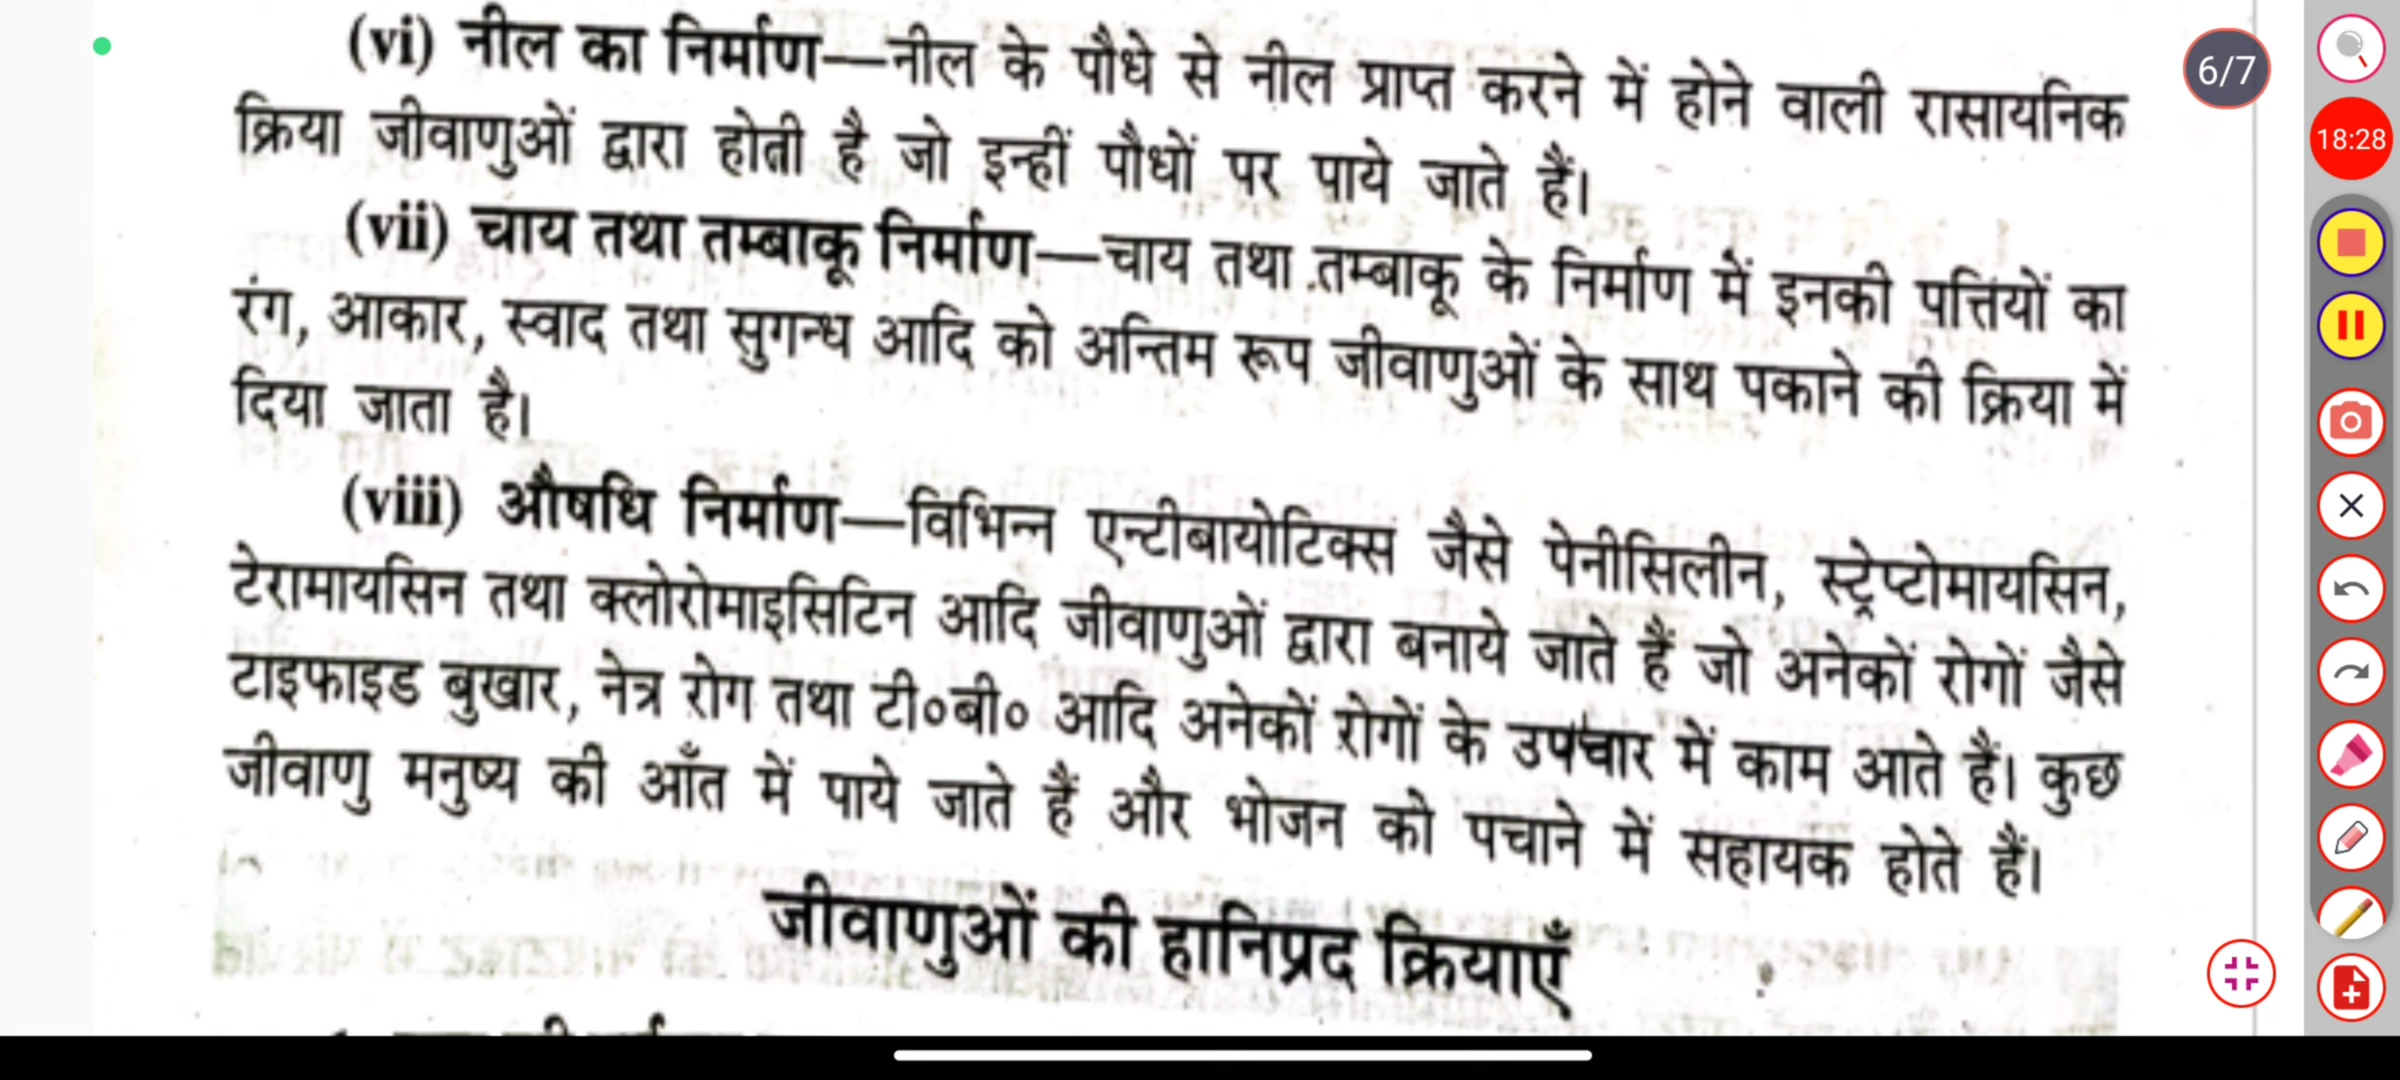 (vi) नील का निर्माण—नील के पौधे से नील प्राप्त करने में होने वाली रासायनिक
6/7
18:28
क्रिया जीवाणुओं द्वारा होती है जो इन्हीं पौधों पर पाये जाते हैं।
(vii) चाय तथा तम्बाकू निर्माण—चाय तथा तम्बाकू के निर्माण में इनकी पत्तियों का
रंग, आकार, स्वाद तथा सुगन्ध आदि को अन्तिम रूप जीवाणुओं के साथ पकाने की क्रिया में
दिया जाता है।
(viii) औषधि निर्माण—विभिन्न एन्टीबायोटिक्स जैसे पेनीसिलीन, स्ट्रेप्टोमायसिन,
टेरामायसिन तथा क्लोरोमाइसिटिन आदि जीवाणुओं द्वारा बनाये जाते हैं जो अनेकों रोगों जैसे
टाइफाइड बुखार, नेत्र रोग तथा टी०बी० आदि अनेकों रोगों के उपचार में काम आते हैं। कुछ
जीवाणु मनुष्य की आँत में पाये जाते हैं और भोजन को पचाने में सहायक होते हैं।
जीवाणुओं की हानिप्रद क्रियाएँ